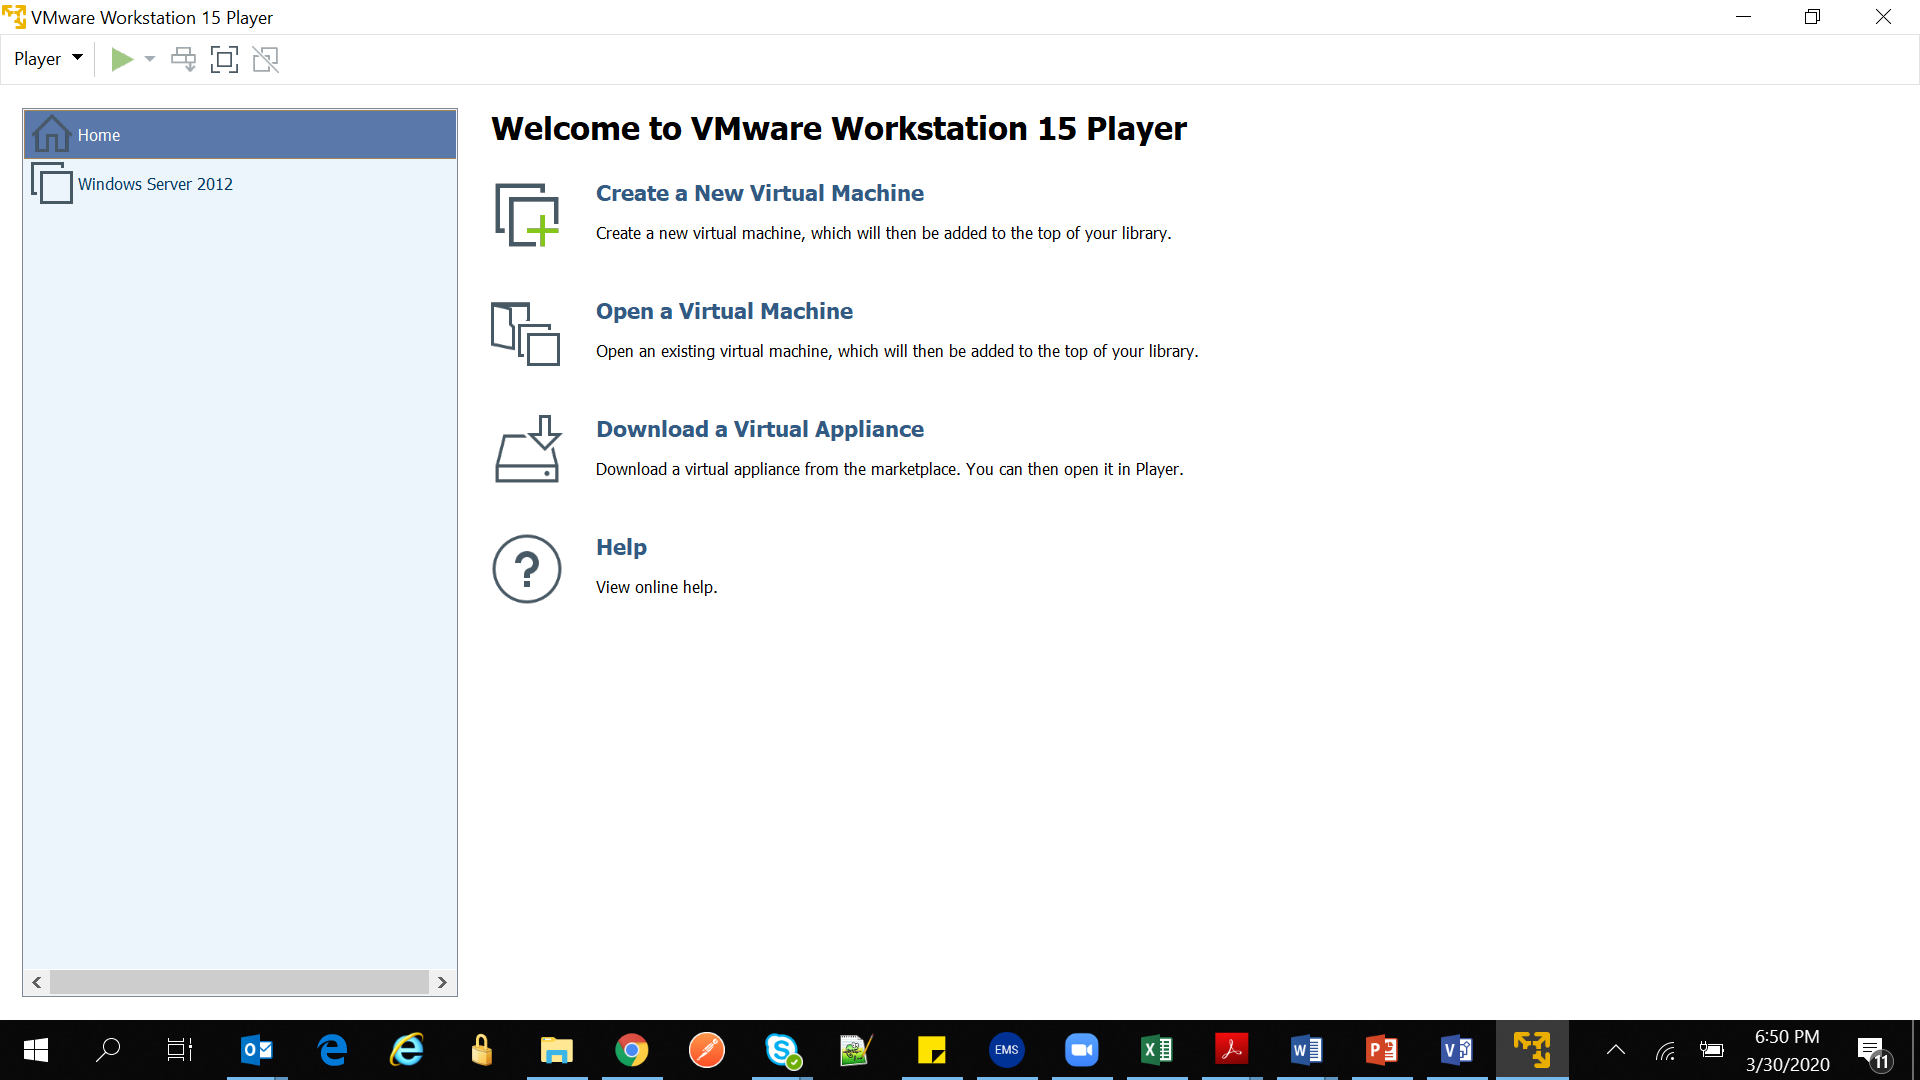 VMware Workstation 15 Player
Player
Home
Windows Server 2012
Welcome to VMware Workstation 15 Player
Create a New Virtual Machine
Create a new virtual machine, which will then be added to the top of your library.
Open a Virtual Machine
Open an existing virtual machine, which will then be added to the top of your library.
Download a Virtual Appliance
Download a virtual appliance from the marketplace. You can then open it in Player.
?
Help
View online help.
EMS
6:50 PM
3/30/2020
11